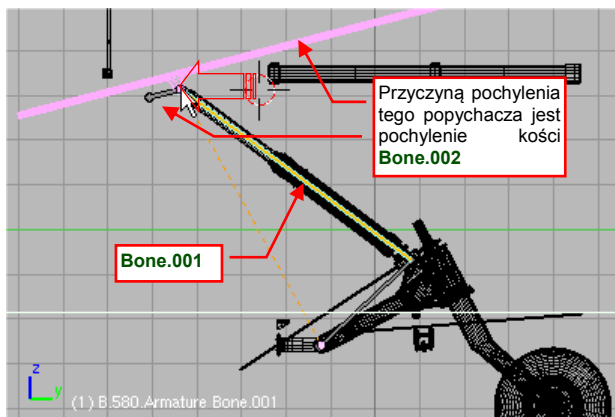 Przyczyną pochylenia
tego popychacza jest
pochylenie kości
Bone.002
Bone.001
z
y
(1) B.580.Armature Bone.001